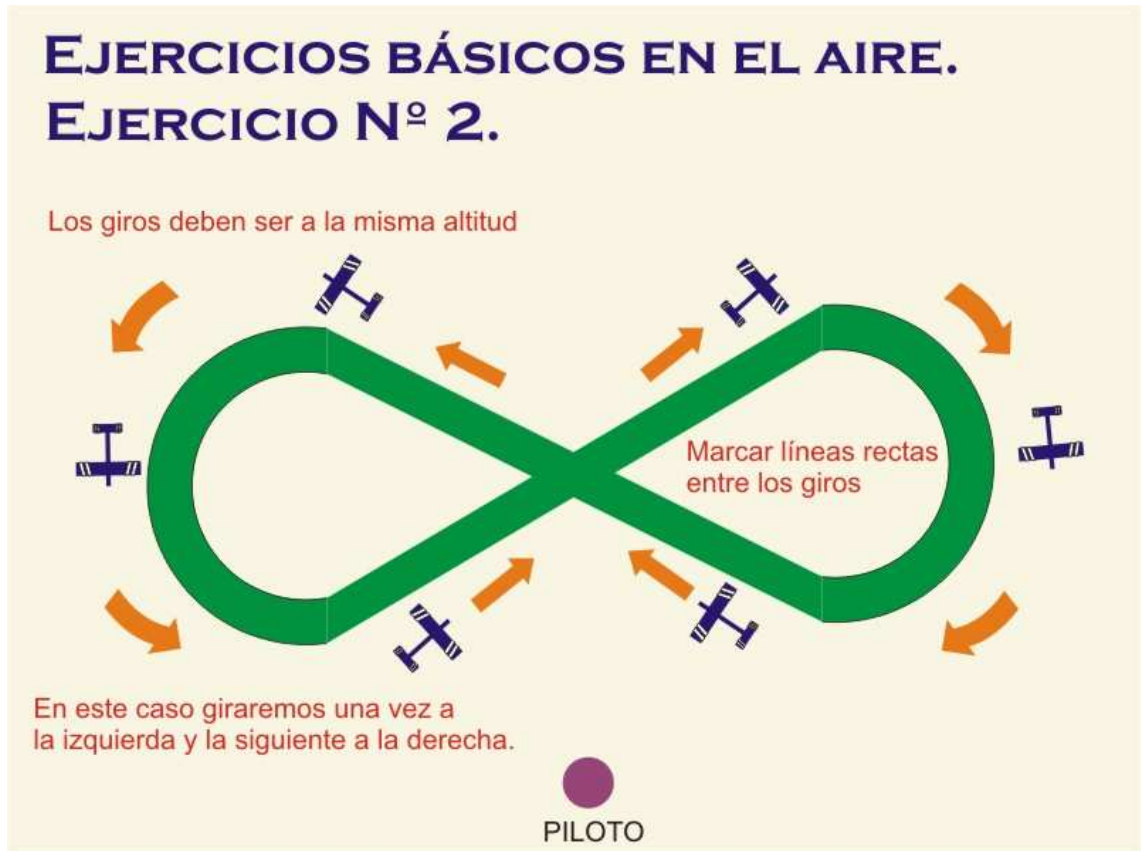 EJERCICIOS BÁSICOS EN EL AIRE.
EJERCICIO Nº 2.
Los giros deben ser a la misma altitud
Marcar líneas rectas
entre los giros
En este caso giraremos una vez a
la izquierda y la siguiente a la derecha.
PILOTO